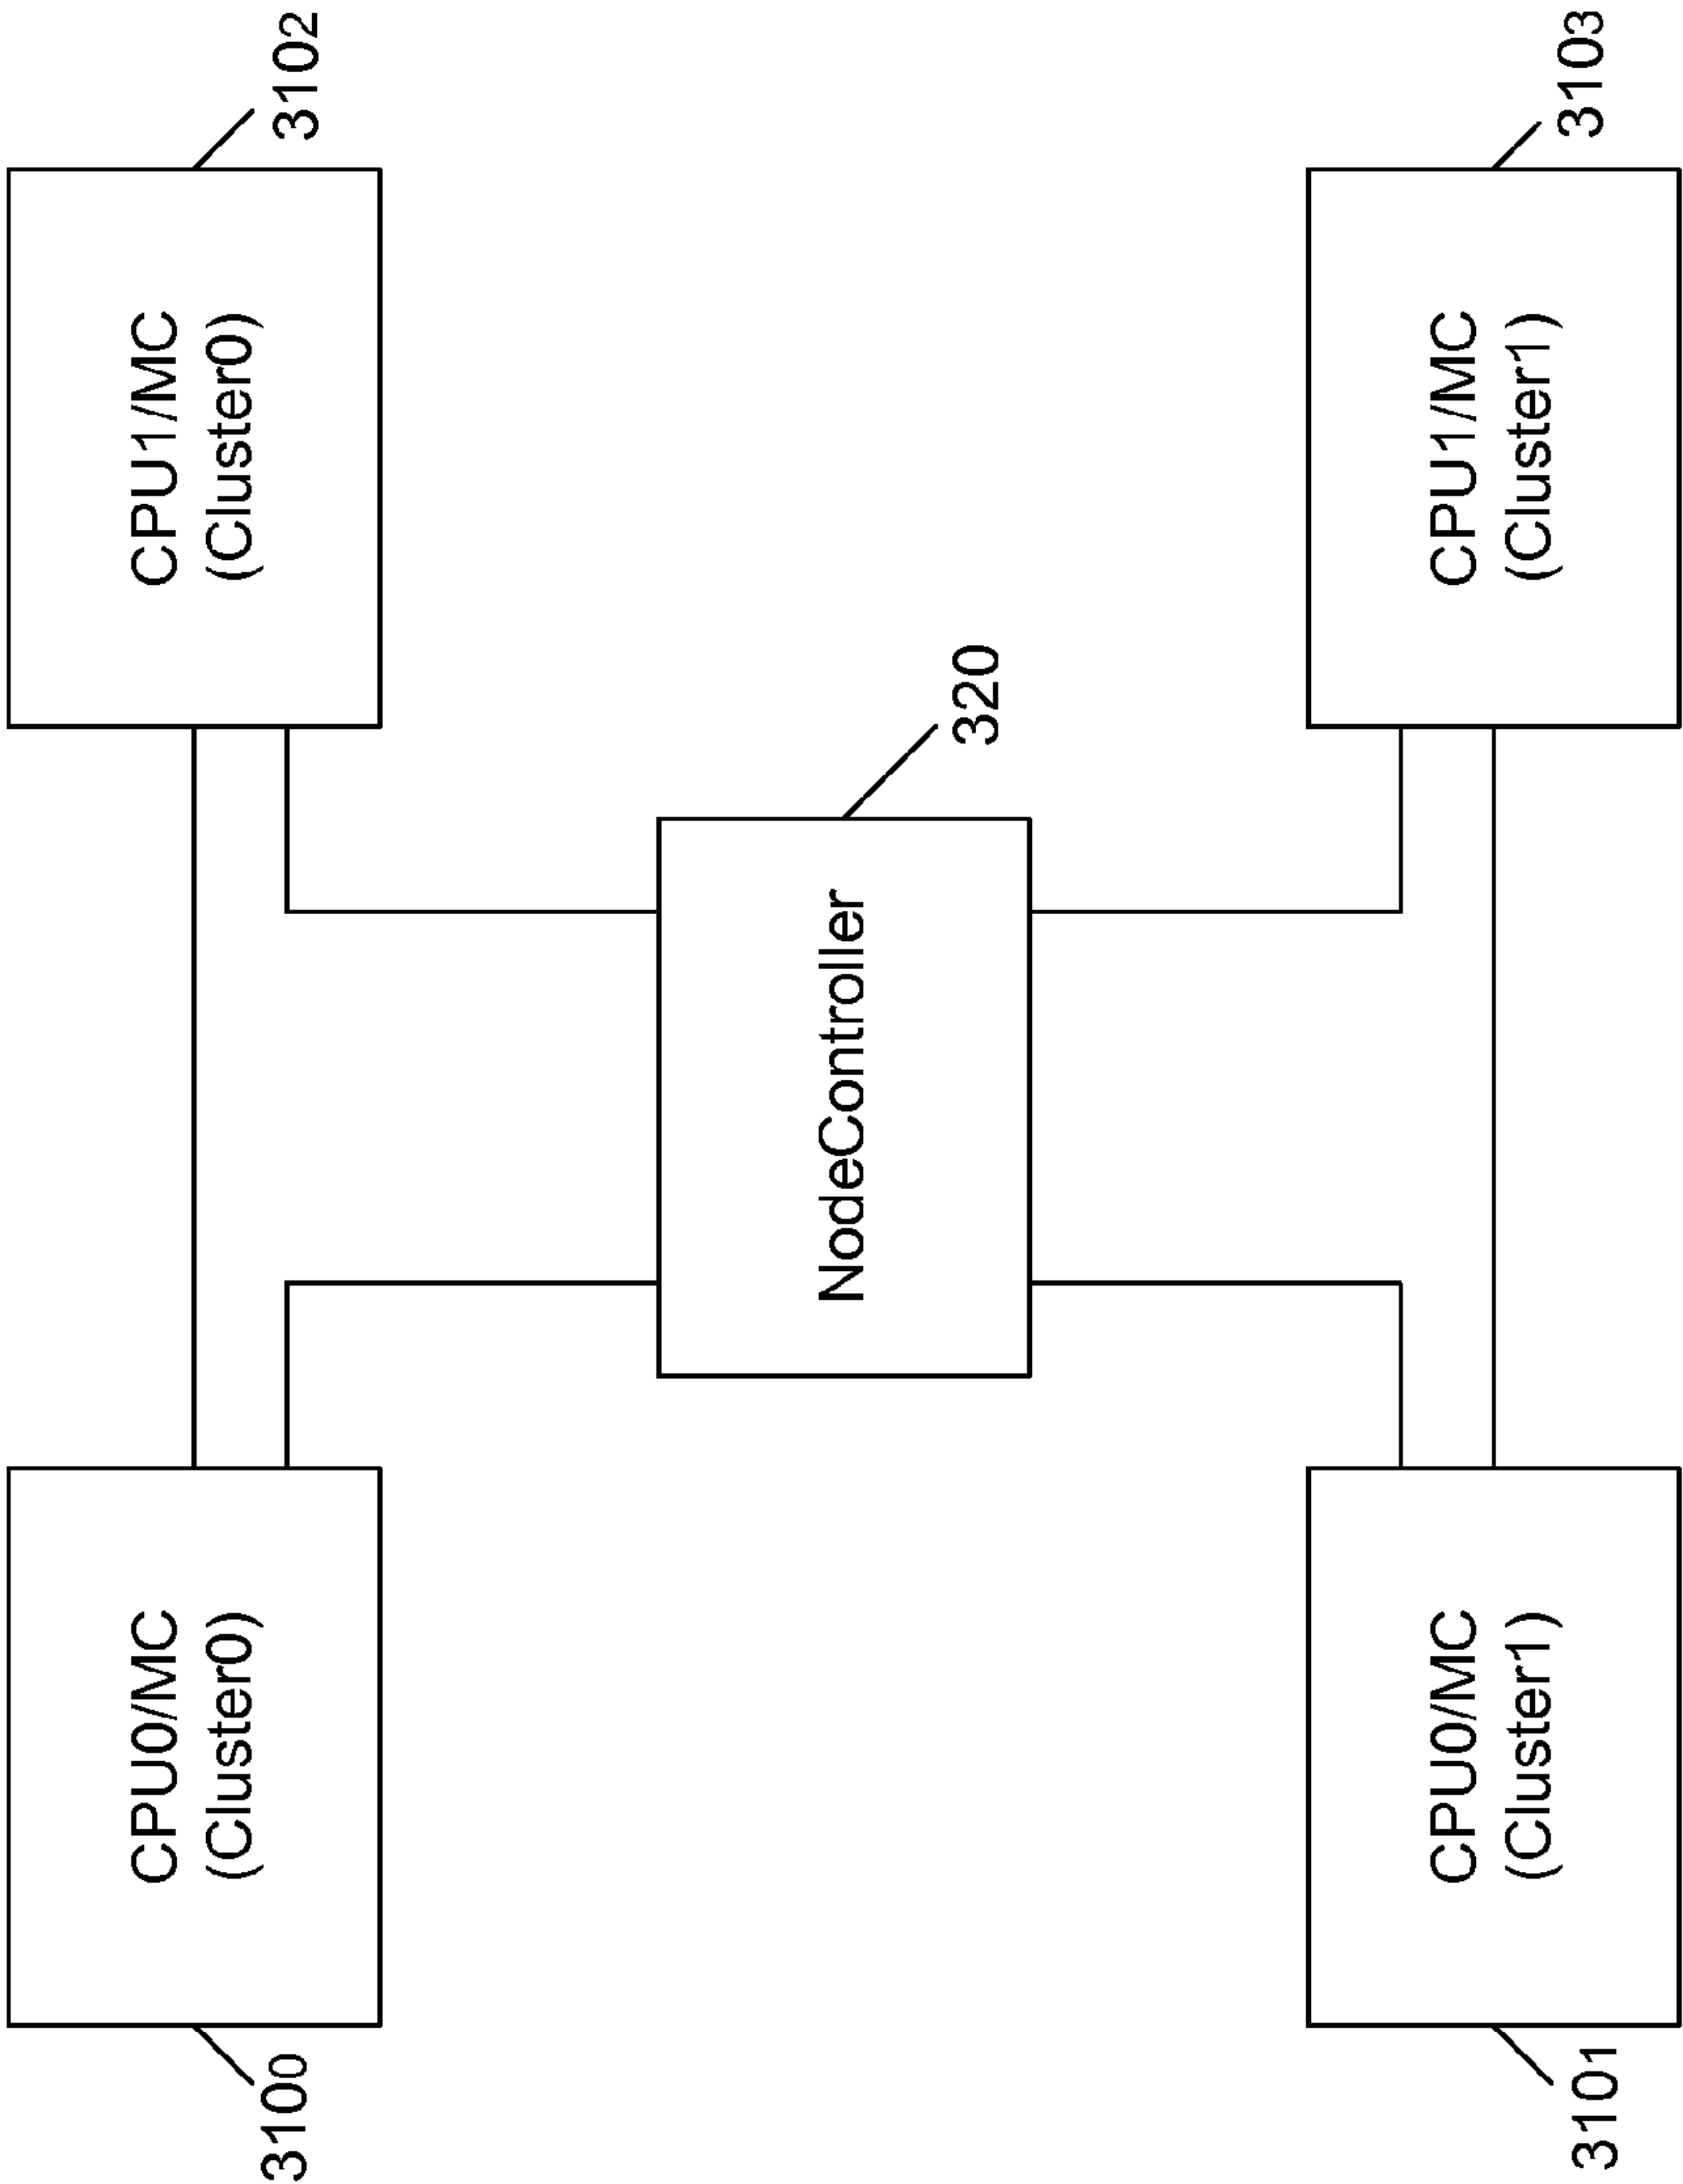 CPU0/MC
(Cluster0)
3100
CPU1/MC
(Cluster0)
3102
NodeController
320
CPU0/MC
(Cluster1)
3101
CPU1/MC
(Cluster1)
3103